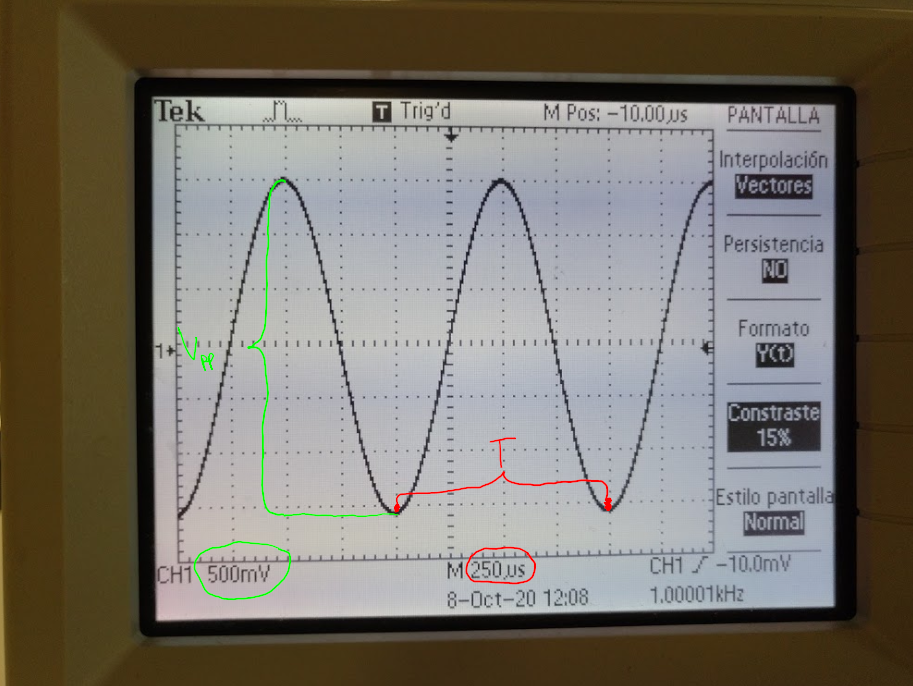 Tek
T Trig'd
M Pos: -10.00µs
PANTALLA
Interpolación
Vectores
Persistencia
NO
Formato
Y(t)
Constraste
15%
Estilo pantalla
Normal
Vpp
1
T
CH1 500mV
M 250µs
CH1 -10.0mV
8-Oct-20 12:08
1.00001kHz